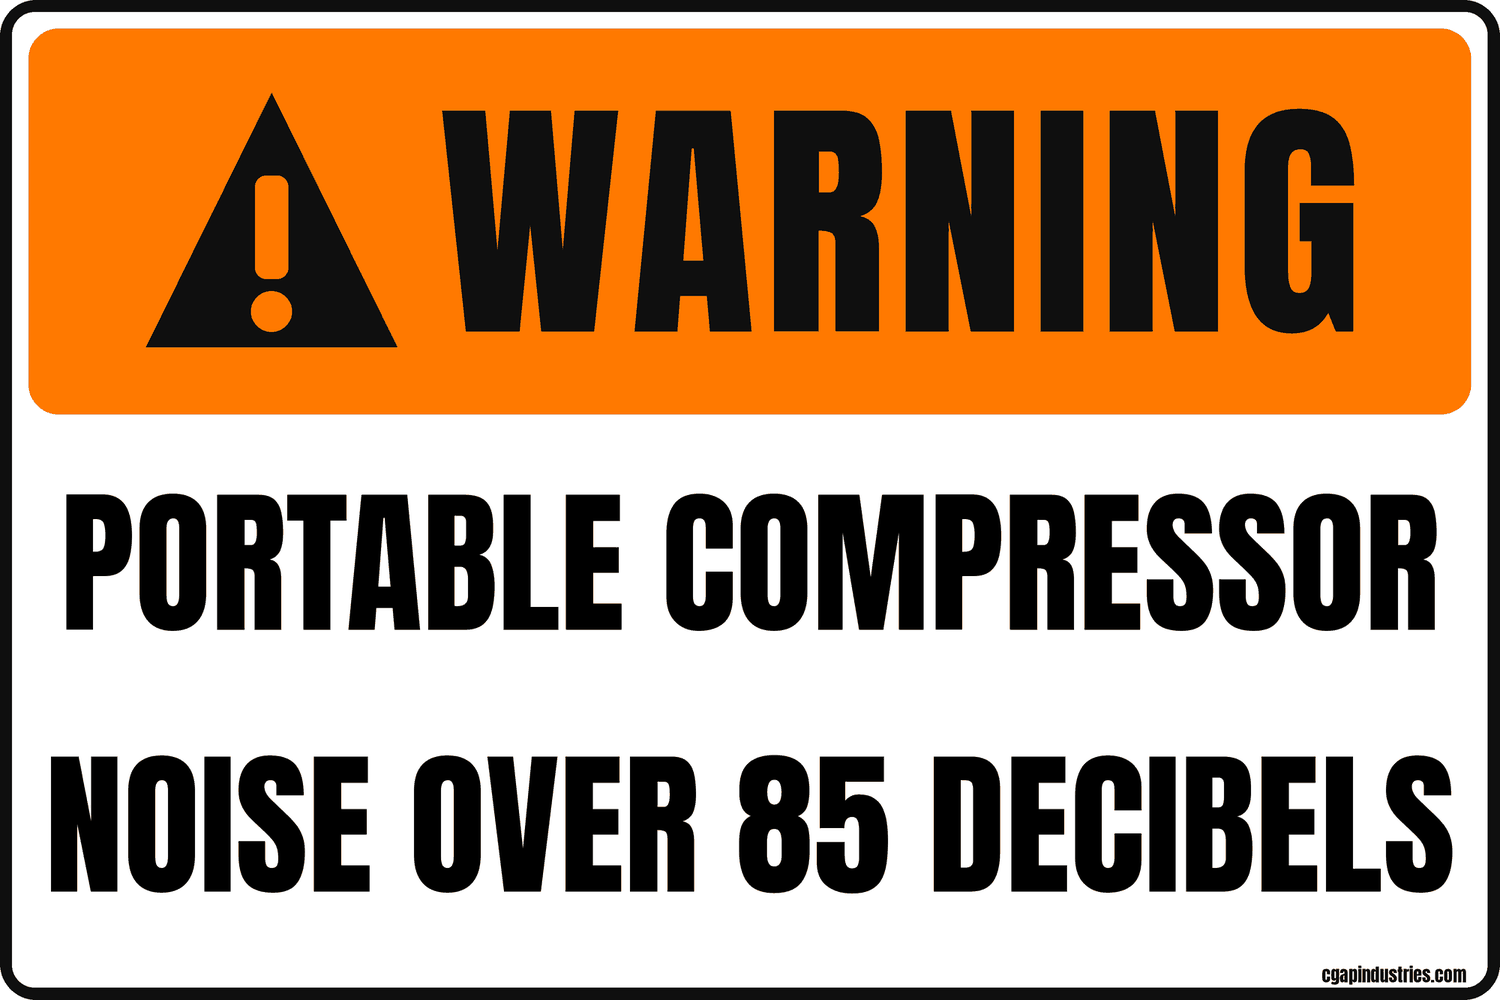 WARNING
PORTABLE COMPRESSOR
NOISE OVER 85 DECIBELS
cgapindustries.com